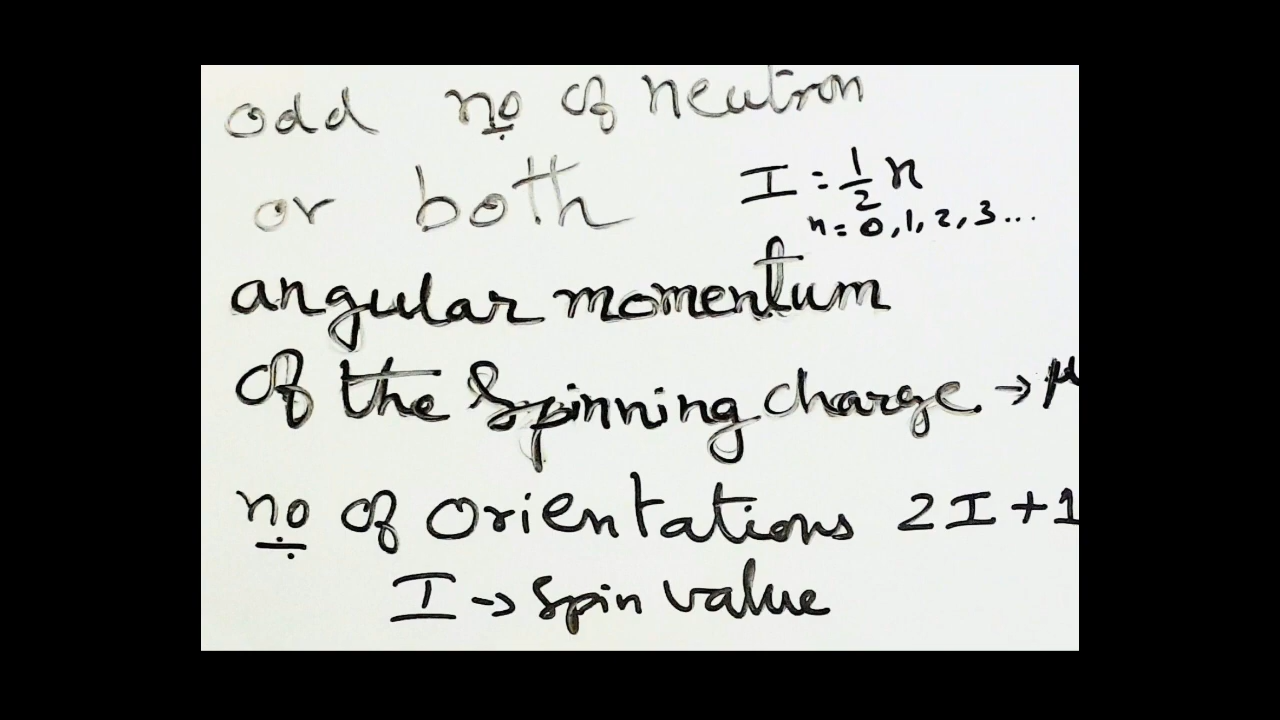 odd no of neutron
or both
I = 1/2 n
n = 0, 1, 2, 3 ...
angular momentum
of the spinning charge. → μ
no of orientations 2I + 1
I → spin value